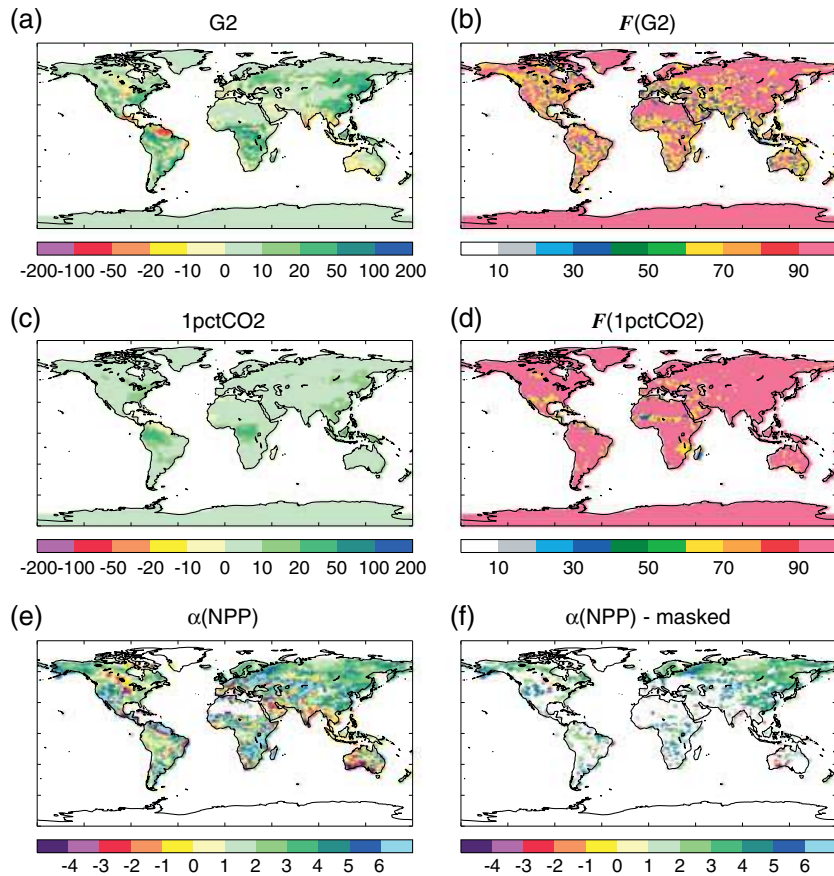 (a) G2
(b) F(G2)
-200 -100 -50 -20 -10 0 10 20 50 100 200
10 30 50 70 90
(c) 1pctCO2
(d) F(1pctCO2)
-200 -100 -50 -20 -10 0 10 20 50 100 200
10 30 50 70 90
(e) α(NPP)
(f) α(NPP) - masked
-4 -3 -2 -1 0 1 2 3 4 5 6
-4 -3 -2 -1 0 1 2 3 4 5 6